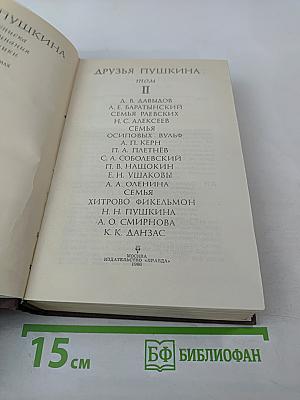 ПУШКИНА
ДРУЗЬЯ ПУШКИНА
ТОМ
II
Д. В. ДАВЫДОВ
А. Е. БАРАТЫНСКИЙ
СЕМЬЯ РАЕВСКИХ
Н. С. АЛЕКСЕЕВ
СЕМЬЯ
ОСИПОВЫХ ВУЛЬФ
А. П. КЕРН
П. А. ПЛЕТНЁВ
С. А. СОБОЛЕВСКИЙ
П. В. НАЩОКИН
Е. Н. УШАКОВЫ
А. А. ОЛЕНИНА
СЕМЬЯ
ХИТРОВО ФИКЕЛЬМОН
Н. Н. ПУШКИНА
А. О. СМИРНОВА
К. К. ДАНЗАС
МОСКВА
ИЗДАТЕЛЬСТВО «ПРАВДА»
1986
15 см
БФ БИБЛИОФАН